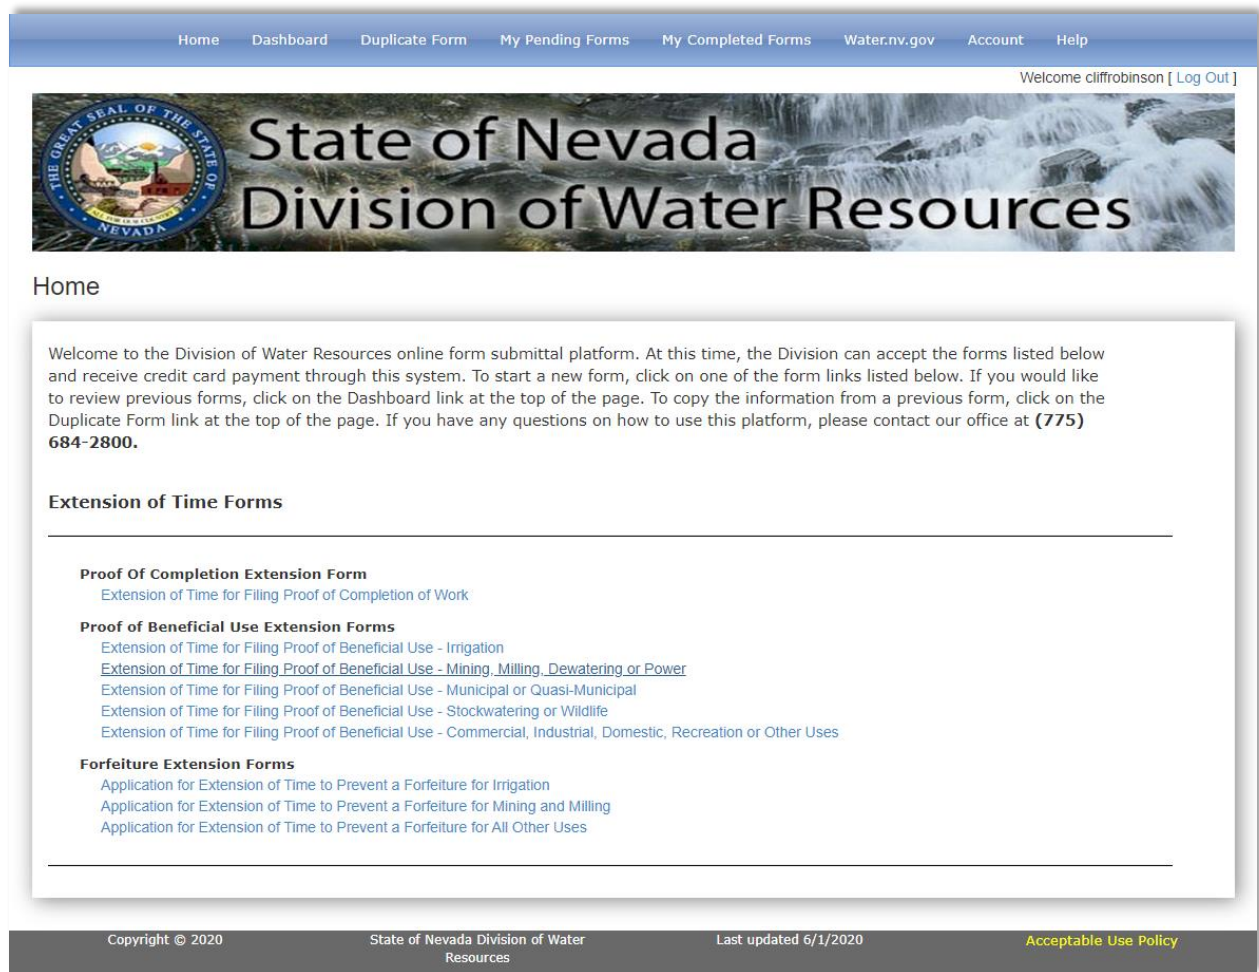 Home Dashboard Duplicate Form My Pending Forms My Completed Forms Water.nv.gov Account Help
Welcome cliffrobinson [ Log Out ]
THE GREAT SEAL OF THE STATE OF
NEVADA
ALL FOR OUR COUNTRY
State of Nevada
Division of Water Resources
Home
Welcome to the Division of Water Resources online form submittal platform. At this time, the Division can accept the forms listed below
and receive credit card payment through this system. To start a new form, click on one of the form links listed below. If you would like
to review previous forms, click on the Dashboard link at the top of the page. To copy the information from a previous form, click on the
Duplicate Form link at the top of the page. If you have any questions on how to use this platform, please contact our office at (775)
684-2800.
Extension of Time Forms
Proof Of Completion Extension Form
Extension of Time for Filing Proof of Completion of Work
Proof of Beneficial Use Extension Forms
Extension of Time for Filing Proof of Beneficial Use - Irrigation
Extension of Time for Filing Proof of Beneficial Use - Mining, Milling, Dewatering or Power
Extension of Time for Filing Proof of Beneficial Use - Municipal or Quasi-Municipal
Extension of Time for Filing Proof of Beneficial Use - Stockwatering or Wildlife
Extension of Time for Filing Proof of Beneficial Use - Commercial, Industrial, Domestic, Recreation or Other Uses
Forfeiture Extension Forms
Application for Extension of Time to Prevent a Forfeiture for Irrigation
Application for Extension of Time to Prevent a Forfeiture for Mining and Milling
Application for Extension of Time to Prevent a Forfeiture for All Other Uses
Copyright © 2020 State of Nevada Division of Water Last updated 6/1/2020 Acceptable Use Policy
Resources